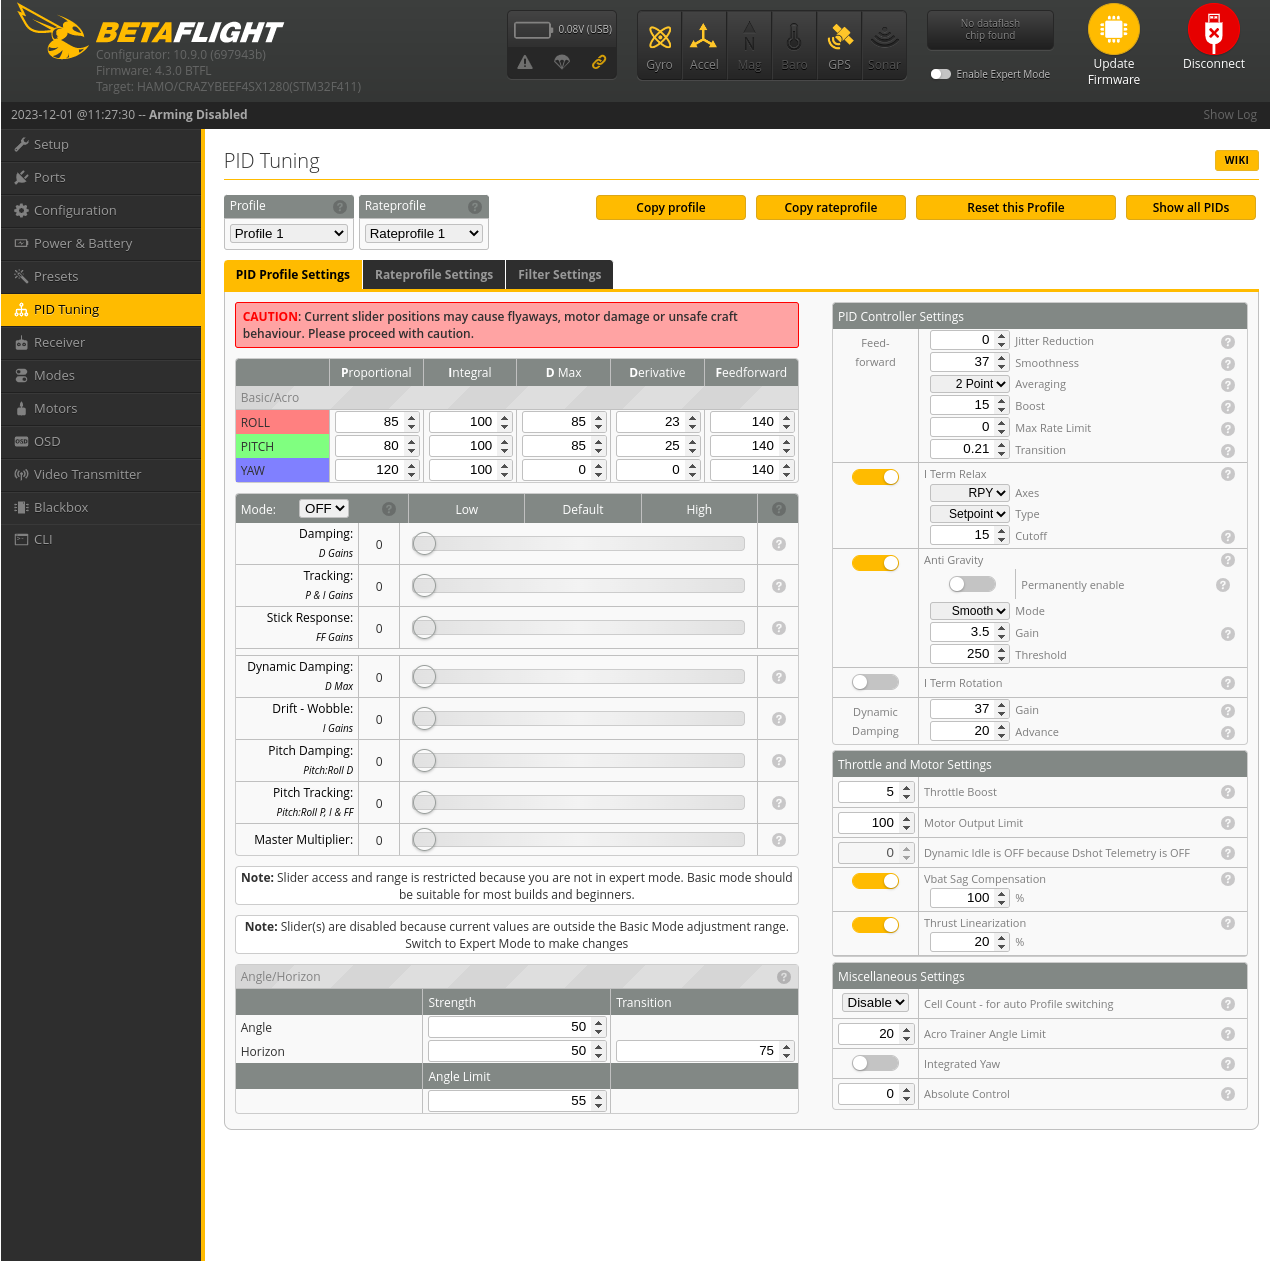 BETAFLIGHT
Configurator: 10.9.0 (697943b)
Firmware: 4.3.0 BTFL
Target: HAMO/CRAZYBEEF4SX1280(STM32F411)
0.08V (USB)
Gyro
Accel
Mag
Baro
GPS
Sonar
No dataflash
chip found
Enable Expert Mode
Update
Firmware
Disconnect
2023-12-01 @11:27:30 -- Arming Disabled
Show Log
Setup
Ports
Configuration
Power & Battery
Presets
PID Tuning
Receiver
Modes
Motors
OSD
Video Transmitter
Blackbox
CLI
PID Tuning
WIKI
Profile
Profile 1
Rateprofile
Rateprofile 1
Copy profile
Copy rateprofile
Reset this Profile
Show all PIDs
PID Profile Settings
Rateprofile Settings
Filter Settings
CAUTION: Current slider positions may cause flyaways, motor damage or unsafe craft
behaviour. Please proceed with caution.
Proportional Integral D Max Derivative Feedforward
Basic/Acro
ROLL 85 100 85 23 140
PITCH 80 100 85 25 140
YAW 120 100 0 0 140
Mode: OFF Low Default High
Damping:
D Gains
0
Tracking:
P & I Gains
0
Stick Response:
FF Gains
0
Dynamic Damping:
D Max
0
Drift - Wobble:
I Gains
0
Pitch Damping:
Pitch:Roll D
0
Pitch Tracking:
Pitch:Roll P, I & FF
0
Master Multiplier: 0
Note: Slider access and range is restricted because you are not in expert mode. Basic mode should
be suitable for most builds and beginners.
Note: Slider(s) are disabled because current values are outside the Basic Mode adjustment range.
Switch to Expert Mode to make changes
Angle/Horizon
Strength Transition
Angle 50
Horizon 50 75
Angle Limit
55
PID Controller Settings
Feed-
forward
0 Jitter Reduction
37 Smoothness
2 Point Averaging
15 Boost
0 Max Rate Limit
0.21 Transition
I Term Relax
RPY Axes
Setpoint Type
15 Cutoff
Anti Gravity
Permanently enable
Smooth Mode
3.5 Gain
250 Threshold
I Term Rotation
Dynamic
Damping
37 Gain
20 Advance
Throttle and Motor Settings
5 Throttle Boost
100 Motor Output Limit
0 Dynamic Idle is OFF because Dshot Telemetry is OFF
Vbat Sag Compensation
100 %
Thrust Linearization
20 %
Miscellaneous Settings
Disable Cell Count - for auto Profile switching
20 Acro Trainer Angle Limit
Integrated Yaw
0 Absolute Control